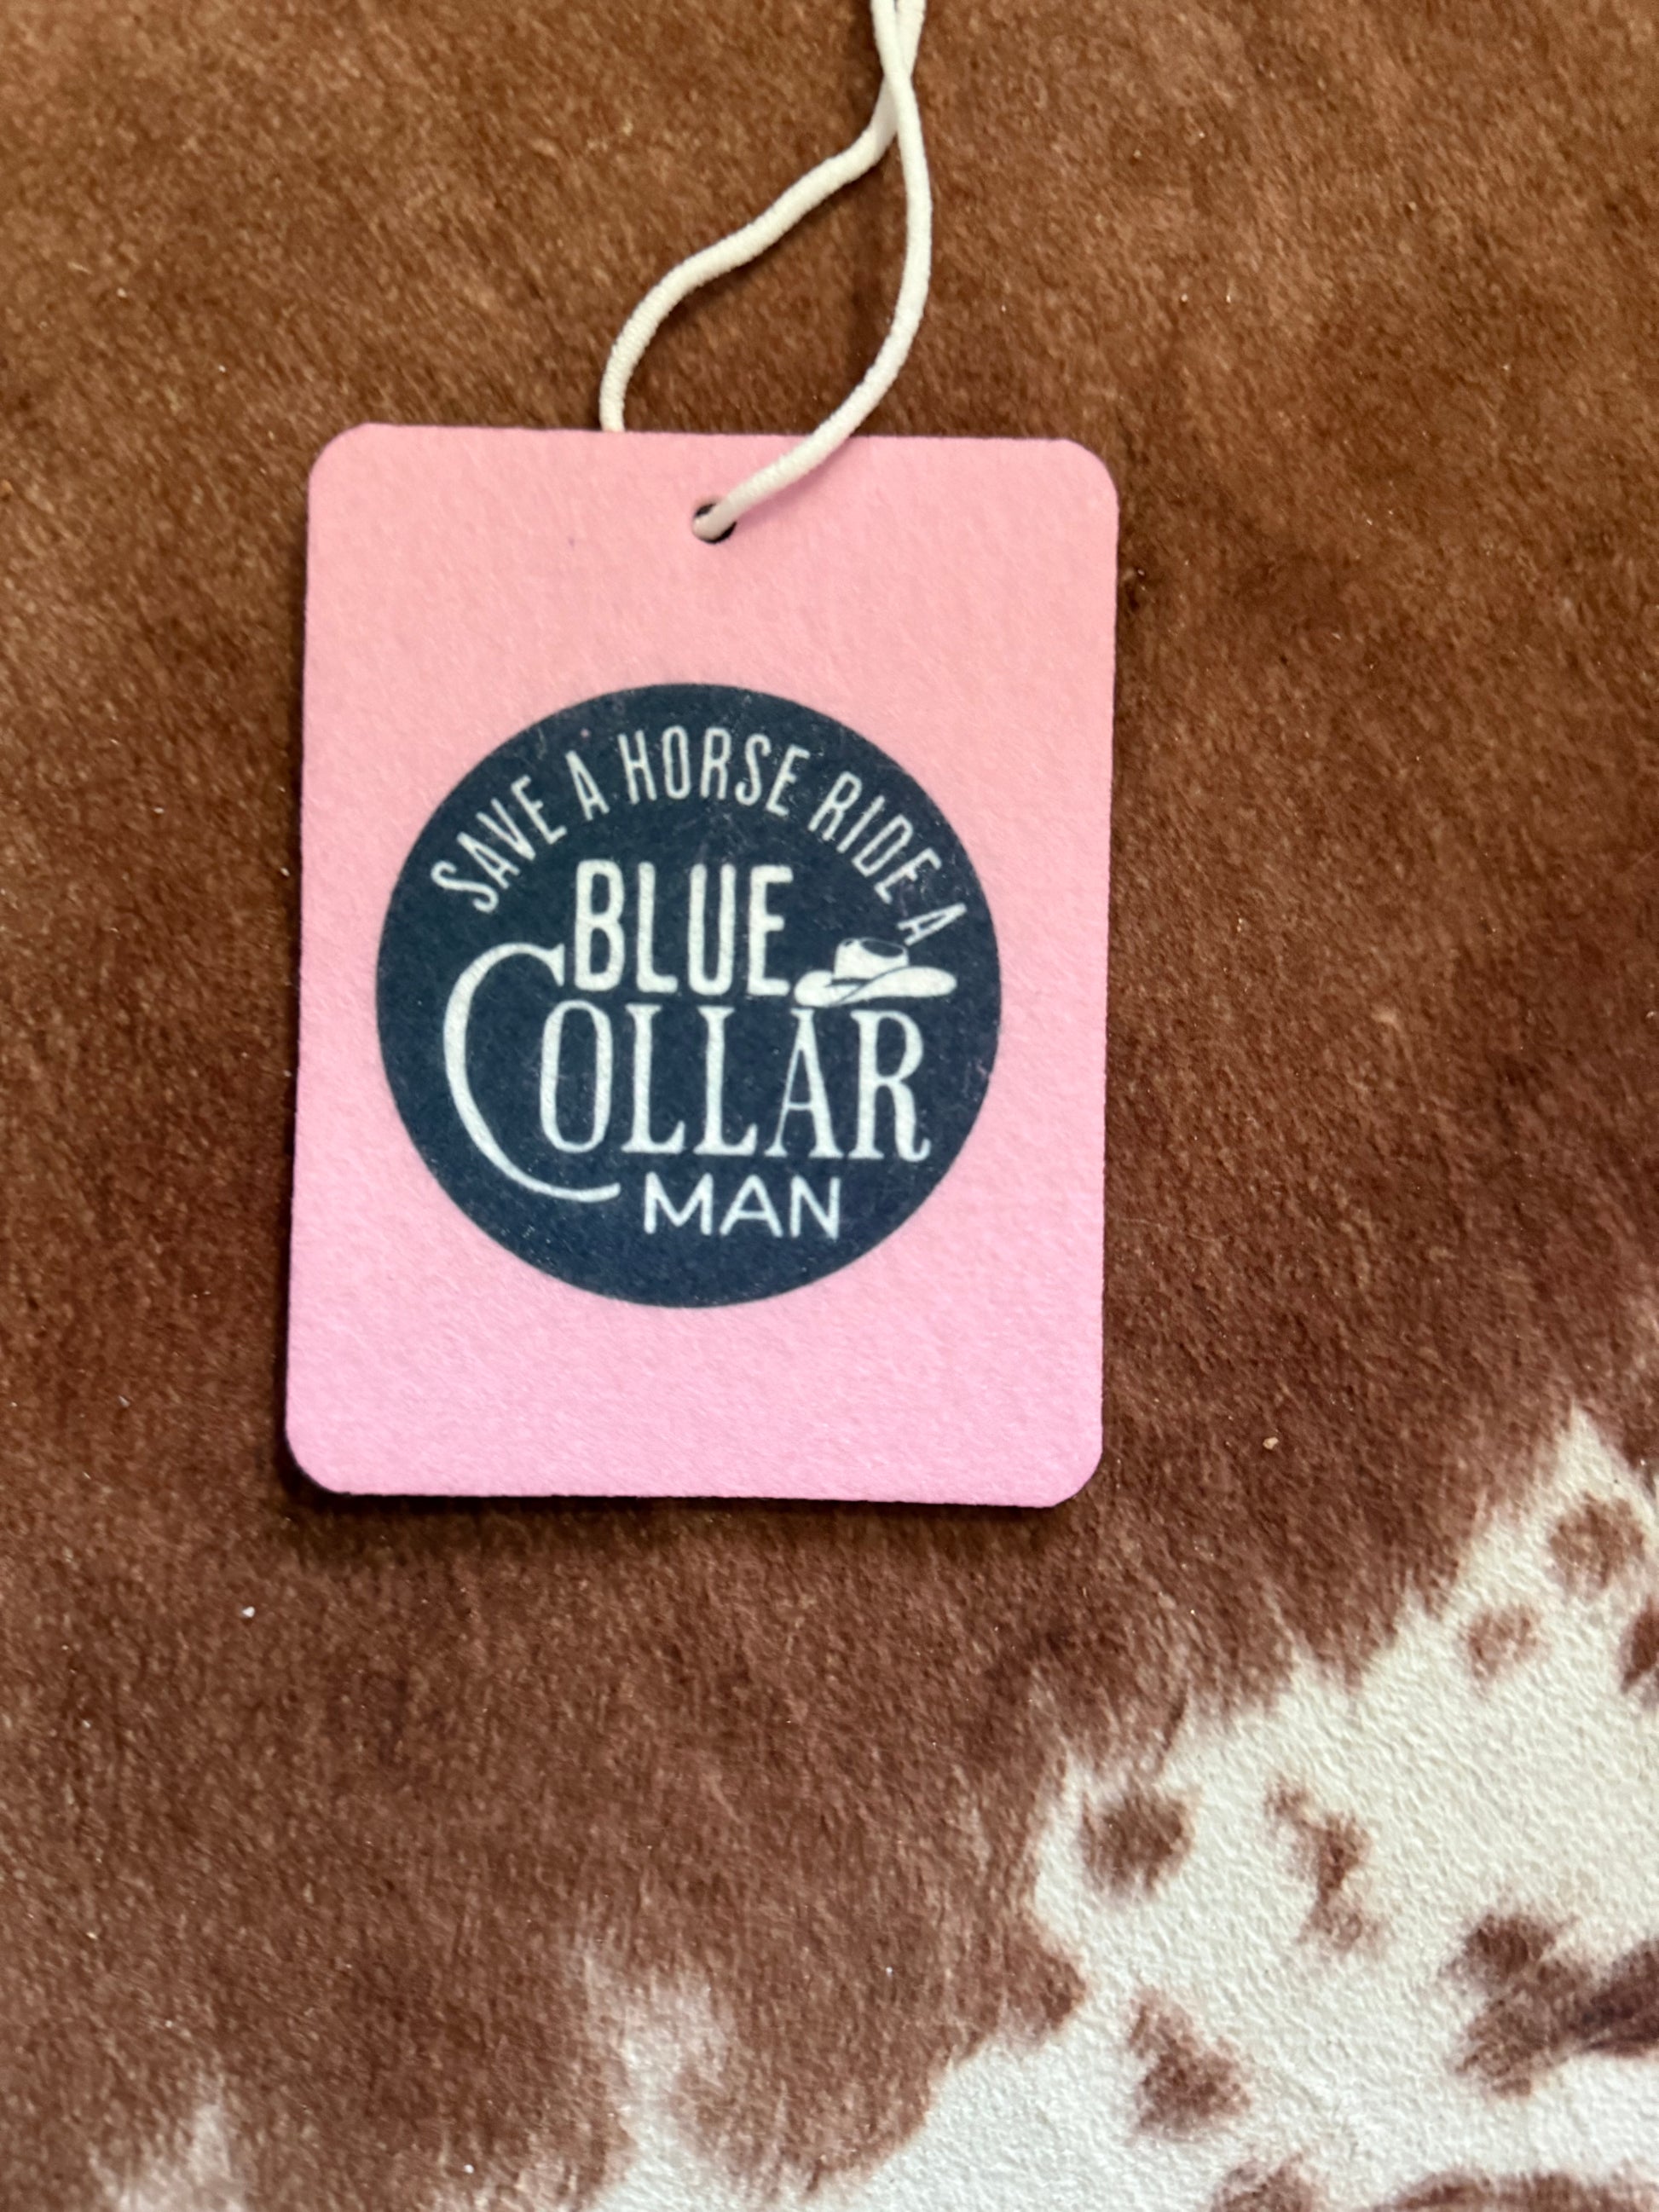 SAVE A HORSE RIDE A
BLUE
COLLAR
MAN